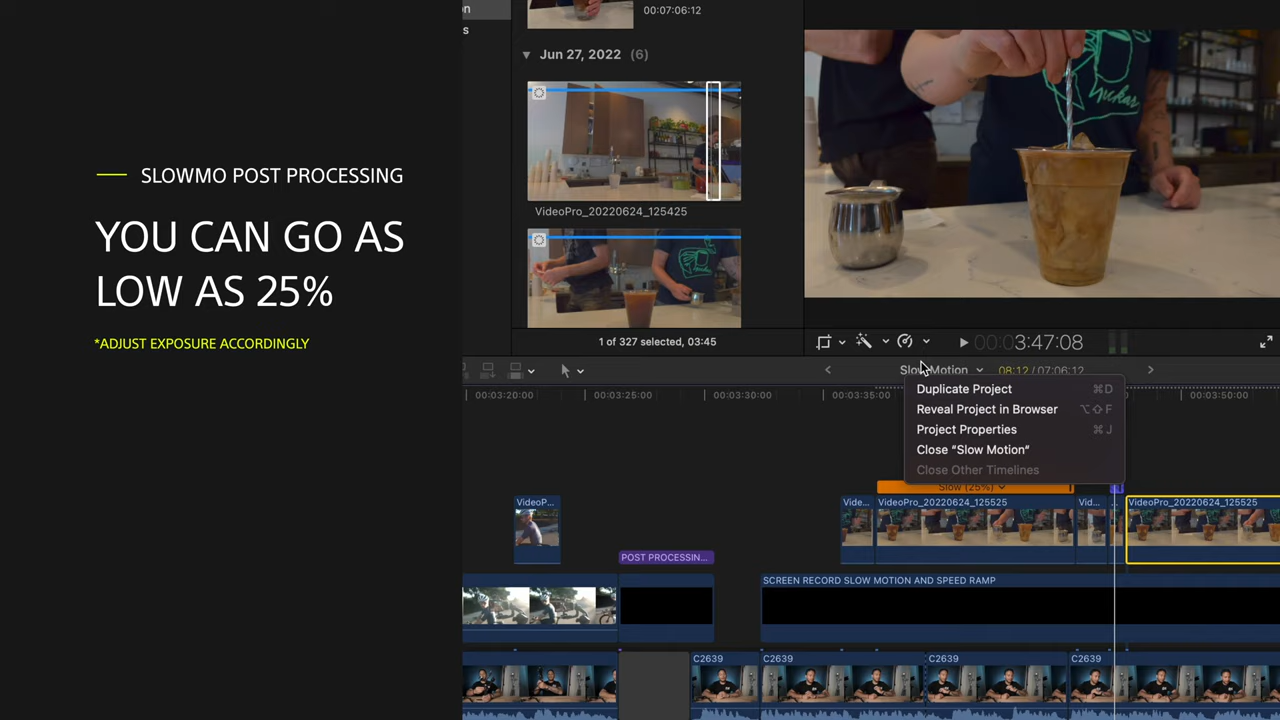 SLOWMO POST PROCESSING
YOU CAN GO AS
LOW AS 25%
*ADJUST EXPOSURE ACCORDINGLY
n
s
00:07:06:12
Jun 27, 2022 (6)
VideoPro_20220624_125425
1 of 327 selected, 03:45
00:00:3:47:08
Slow Motion
08:12 / 07:06:12
Duplicate Project ⌘D
Reveal Project in Browser ⌥⇧F
Project Properties ⌘J
Close “Slow Motion”
Close Other Timelines
00:03:20:00
00:03:25:00
00:03:30:00
00:03:35:00
00:03:50:00
Slow (25%)
VideoP...
Vide...
VideoPro_20220624_125525
Vid...
VideoPro_20220624_155525
POST PROCESSIN...
SCREEN RECORD SLOW MOTION AND SPEED RAMP
C2639
C2639
C2639
C2639